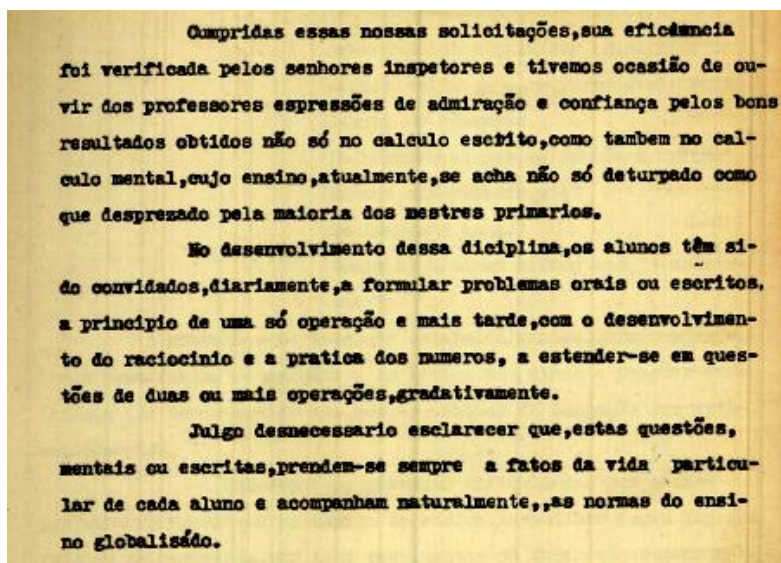 Cumpridas essas nossas solicitações,sua eficiencia
foi verificada pelos senhores inspetores e tivemos ocasião de ou-
vir dos professores espressões de admiração e confiança pelos bons
resultados obtidos não só no calculo escrito,como tambem no cal-
culo mental,cujo ensino,atualmente,se acha não só deturpado como
que desprezado pela maioria dos mestres primarios.
No desenvolvimento dessa diciplina,os alunos têm si-
do convidados,diariamente,a formular problemas orais ou escritos,
a principio de uma só operação e mais tarde,com o desenvolvimen-
to do raciocinio e a pratica dos numeros, a estender-se em ques-
tões de duas ou mais operações,gradativamente.
Julgo desnecessario esclarecer que,estas questões,
mentais ou escritas,prendem-se sempre a fatos da vida particu-
lar de cada aluno e acompanham naturalmente,,as normas do ensi-
no globalisádo.